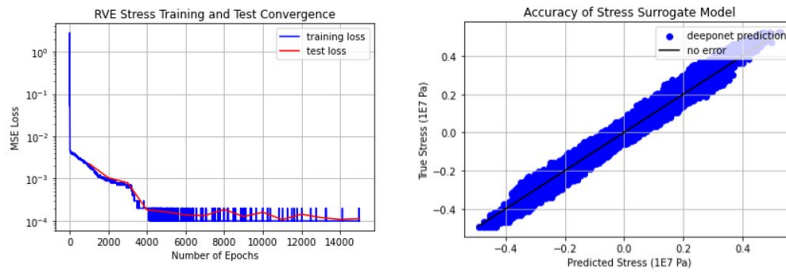 RVE Stress Training and Test Convergence
training loss
test loss
10⁰
10⁻¹
10⁻²
10⁻³
10⁻⁴
MSE Loss
0 2000 4000 6000 8000 10000 12000 14000
Number of Epochs
Accuracy of Stress Surrogate Model
deeponet prediction
no error
0.4
0.2
0.0
−0.2
−0.4
True Stress (1E7 Pa)
−0.4 −0.2 0.0 0.2 0.4
Predicted Stress (1E7 Pa)